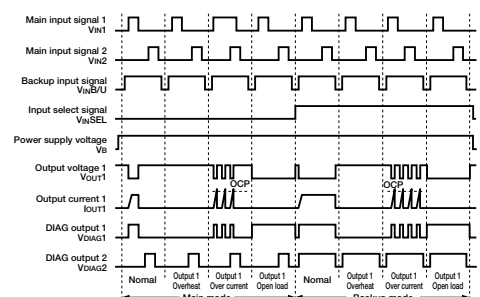 Main input signal 1
VIN1
Main input signal 2
VIN2
Backup input signal
VINB/U
Input select signal
VINSEL
Power supply voltage
VB
Output voltage 1
VOUT1
OCP
OCP
Output current 1
IOUT1
DIAG output 1
VDIAG1
DIAG output 2
VDIAG2
Nomal
Output 1
Overheat
Output 1
Over current
Output 1
Open load
Normal
Output 1
Overheat
Output 1
Over current
Output 1
Open load
Main mode
Backup mode